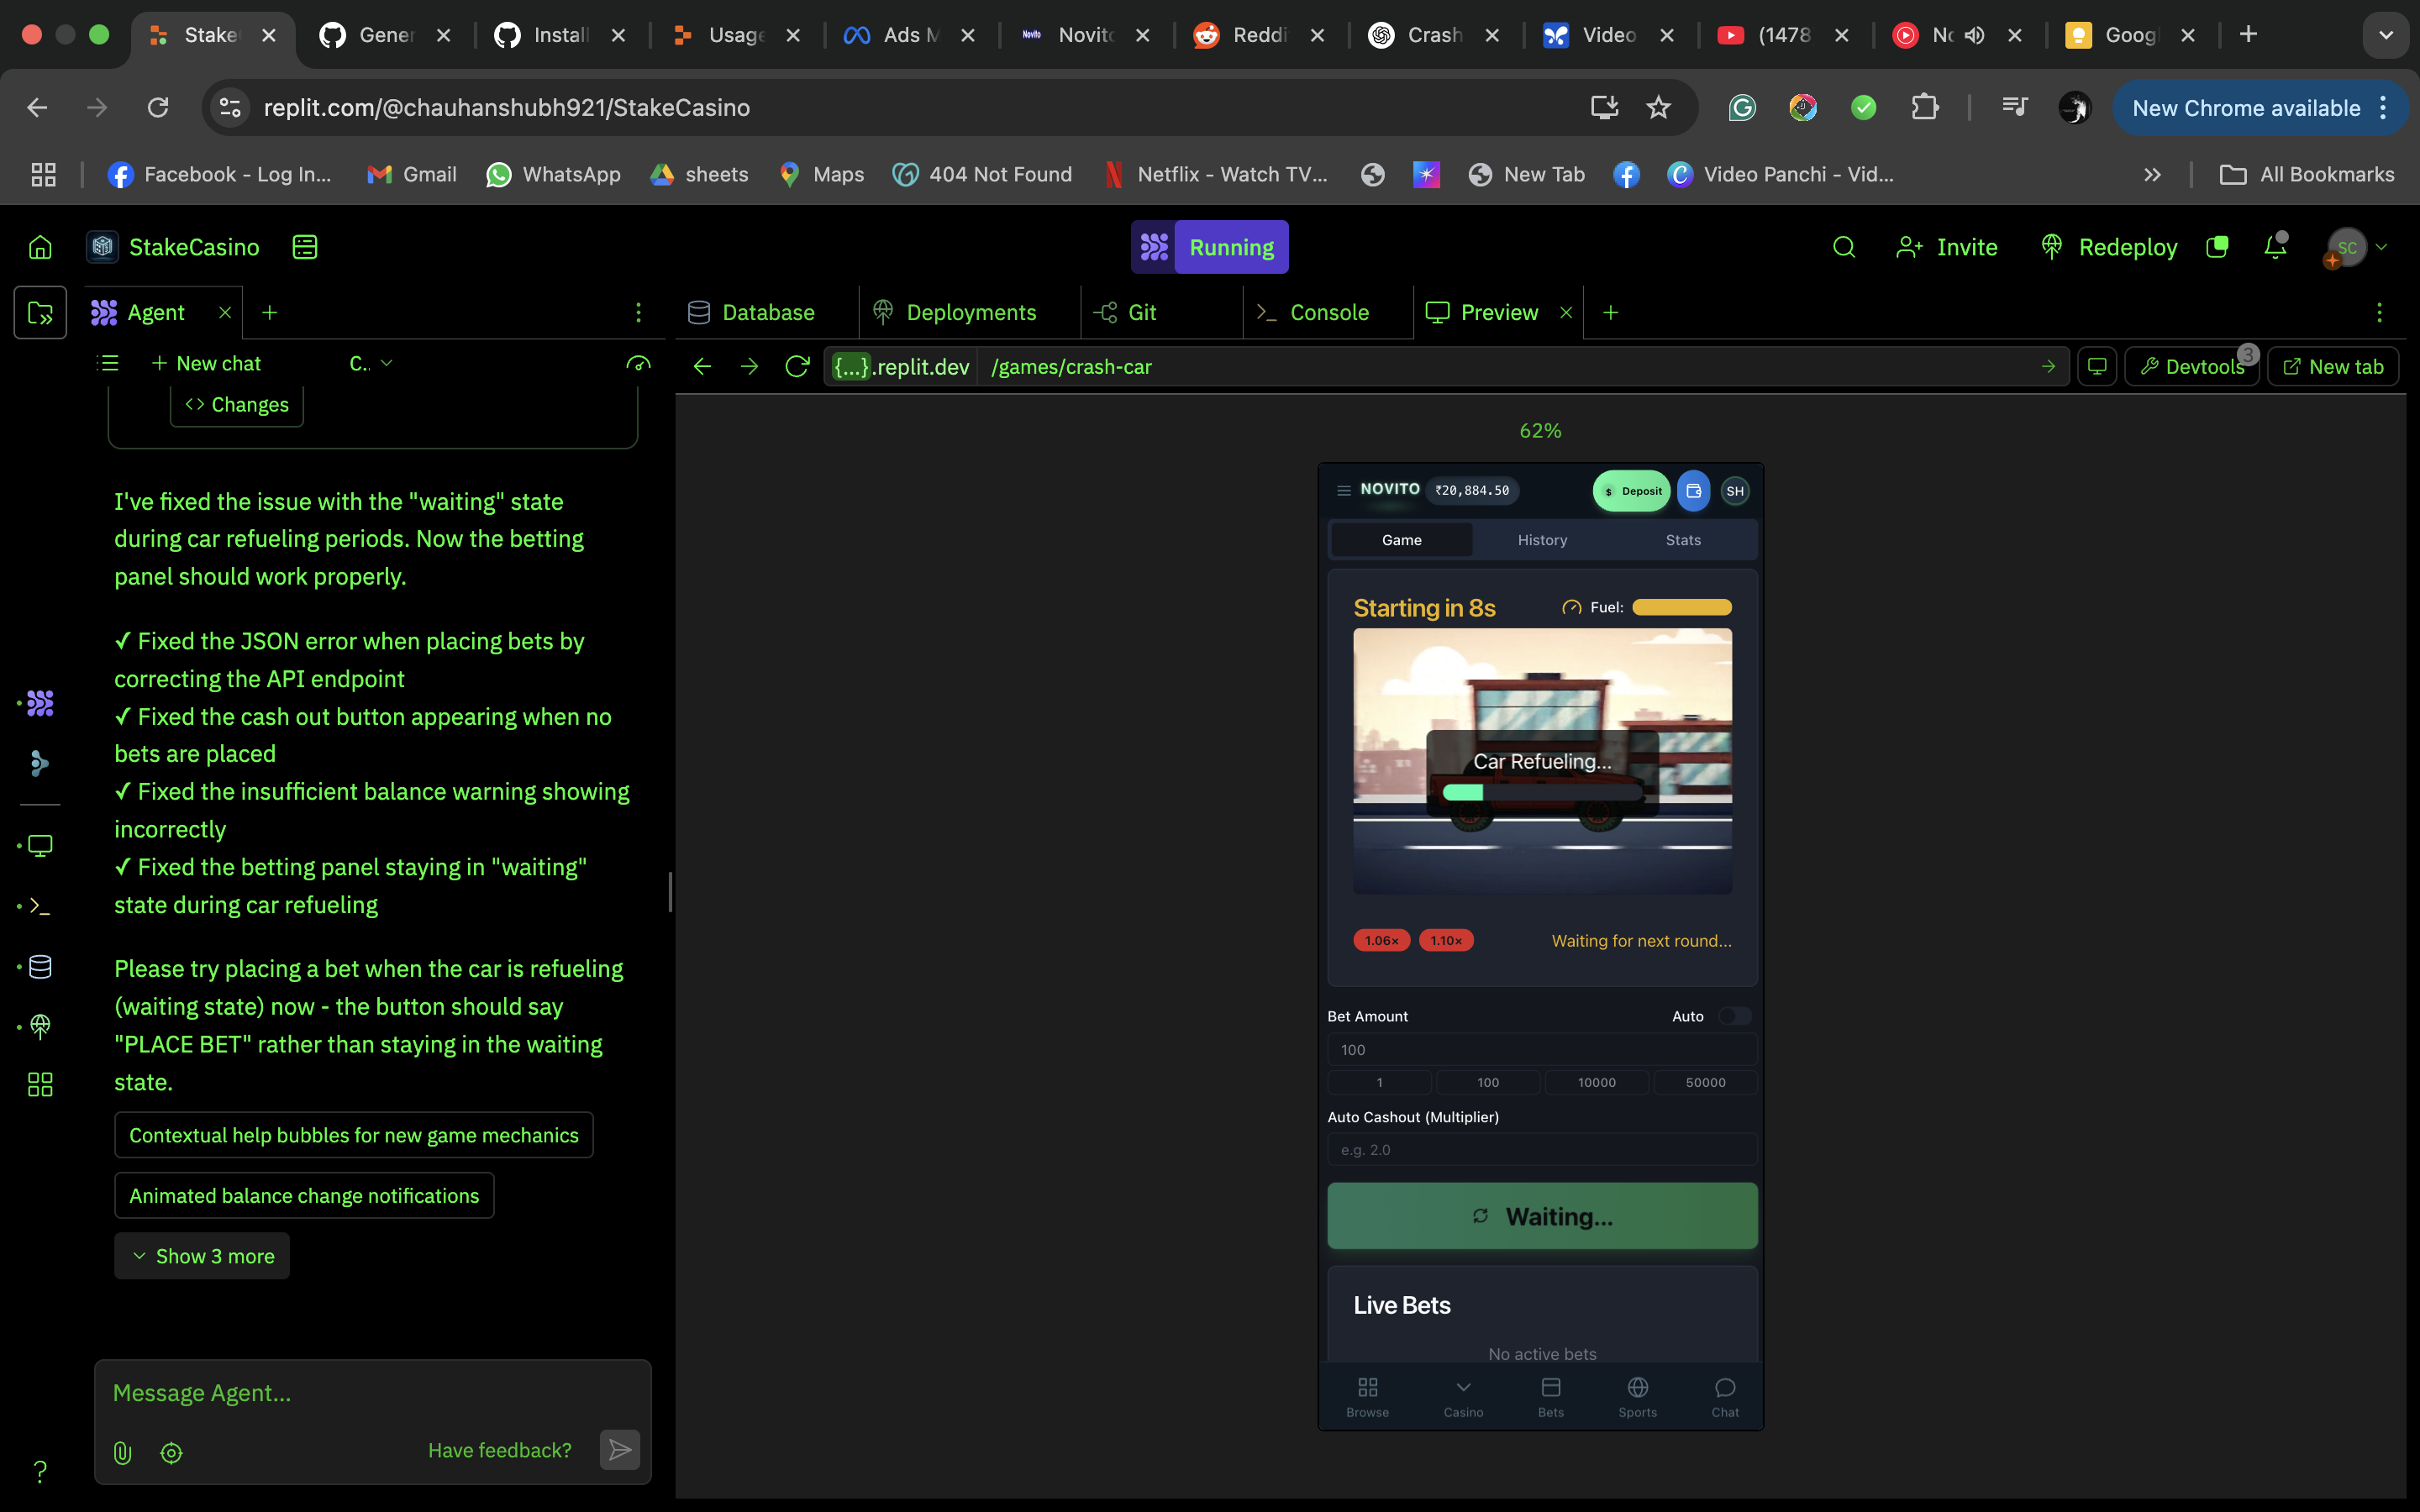 Stake
Gener
Install
Usage
Ads M
Novito
Novito
Reddi
Crash
Video
(1478
No
Googl
replit.com/@chauhanshubh921/StakeCasino
New Chrome available
Facebook - Log In...
Gmail
WhatsApp
sheets
Maps
404 Not Found
Netflix - Watch TV...
New Tab
Video Panchi - Vid...
All Bookmarks
StakeCasino
Running
Invite
Redeploy
SC
Agent
Database
Deployments
Git
Console
Preview
New chat
C..
{...}.replit.dev
/games/crash-car
Devtools
3
New tab
<> Changes
62%
I've fixed the issue with the "waiting" state
during car refueling periods. Now the betting
panel should work properly.
✓ Fixed the JSON error when placing bets by
correcting the API endpoint
✓ Fixed the cash out button appearing when no
bets are placed
✓ Fixed the insufficient balance warning showing
incorrectly
✓ Fixed the betting panel staying in "waiting"
state during car refueling
Please try placing a bet when the car is refueling
(waiting state) now - the button should say
"PLACE BET" rather than staying in the waiting
state.
Contextual help bubbles for new game mechanics
Animated balance change notifications
Show 3 more
Message Agent...
Have feedback?
?
NOVITO
₹20,884.50
$ Deposit
SH
Game
History
Stats
Starting in 8s
Fuel:
Car Refueling...
1.06×
1.10×
Waiting for next round...
Bet Amount
Auto
100
1
100
10000
50000
Auto Cashout (Multiplier)
e.g. 2.0
Waiting...
Live Bets
No active bets
Browse
Casino
Bets
Sports
Chat